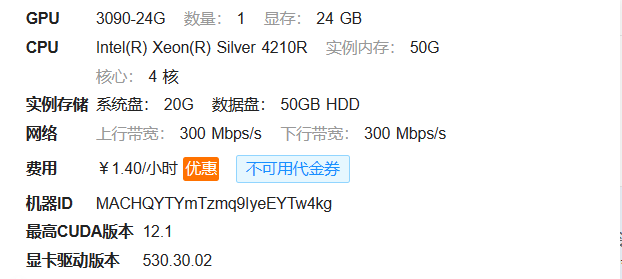 GPU 3090-24G 数量： 1 显存： 24 GB
CPU Intel(R) Xeon(R) Silver 4210R 实例内存： 50G
核心： 4 核
实例存储 系统盘： 20G 数据盘： 50GB HDD
网络 上行带宽： 300 Mbps/s 下行带宽： 300 Mbps/s
费用 ￥1.40/小时 优惠 不可用代金券
机器ID MACHQYTYmTzmq9lyeEYTw4kg
最高CUDA版本 12.1
显卡驱动版本 530.30.02